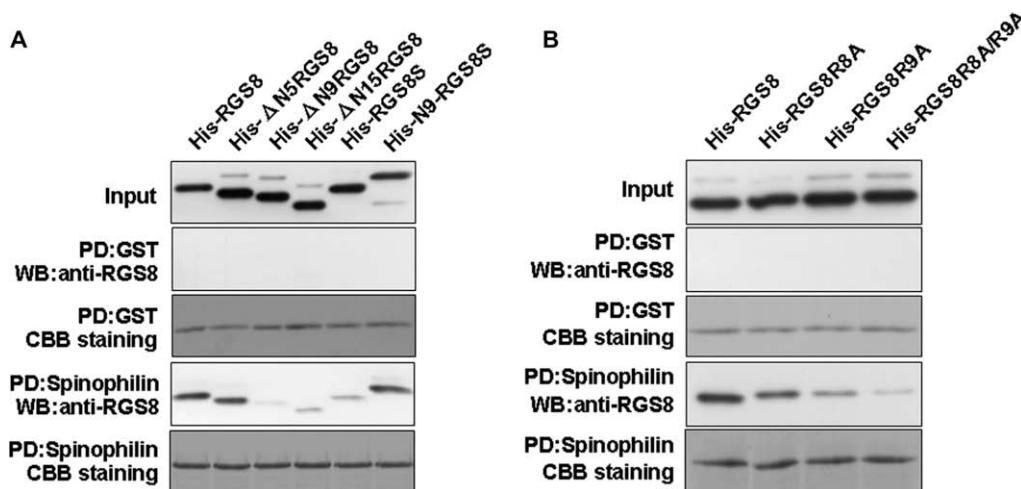 A
His-RGS8
His-ΔN5RGS8
His-ΔN9RGS8
His-ΔN15RGS8
His-RGS8S
His-N9-RGS8S
Input
PD:GST
WB:anti-RGS8
PD:GST
CBB staining
PD:Spinophilin
WB:anti-RGS8
PD:Spinophilin
CBB staining
B
His-RGS8
His-RGS8R8A
His-RGS8R9A
His-RGS8R8A/R9A
Input
PD:GST
WB:anti-RGS8
PD:GST
CBB staining
PD:Spinophilin
WB:anti-RGS8
PD:Spinophilin
CBB staining